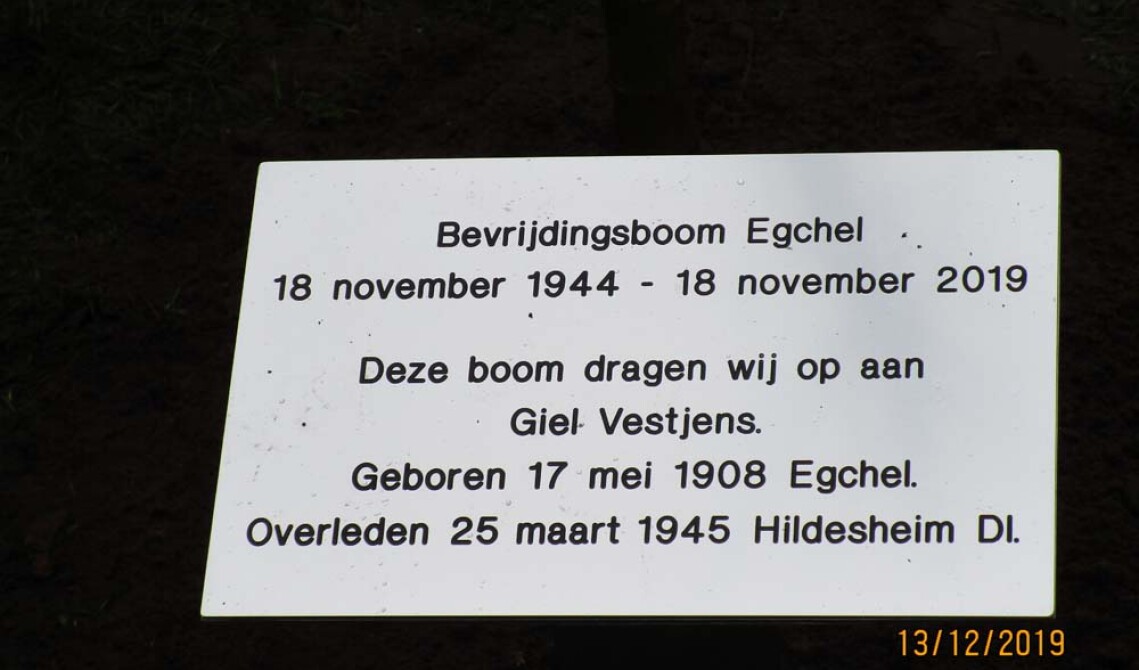 Bevrijdingsboom Egchel
18 november 1944 - 18 november 2019
Deze boom dragen wij op aan
Giel Vestjens.
Geboren 17 mei 1908 Egchel.
Overleden 25 maart 1945 Hildesheim Dl.
13/12/2019